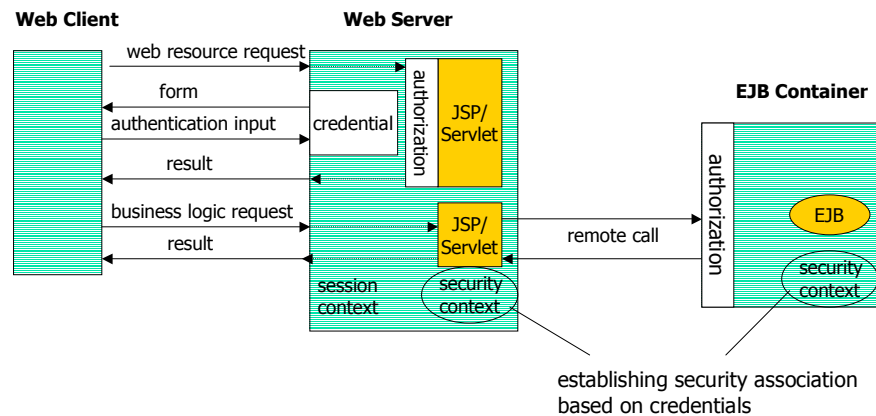 Web Client
Web Server
web resource request
form
authentication input
credential
authorization
JSP/
Servlet
result
EJB Container
authorization
EJB
business logic request
JSP/
Servlet
remote call
result
session
context
security
context
security
context
establishing security association
based on credentials